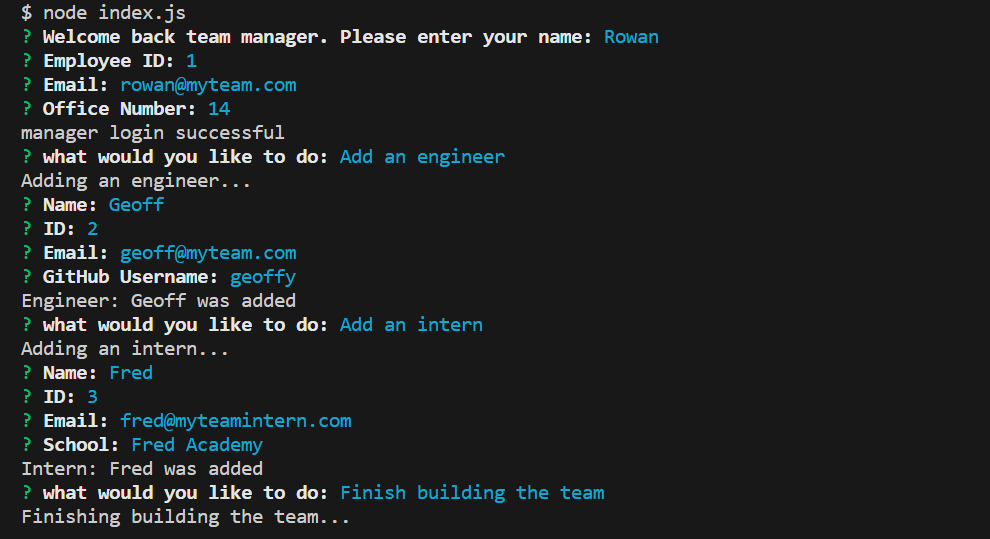 $ node index.js
? Welcome back team manager. Please enter your name: Rowan
? Employee ID: 1
? Email: rowan@myteam.com
? Office Number: 14
manager login successful
? what would you like to do: Add an engineer
Adding an engineer...
? Name: Geoff
? ID: 2
? Email: geoff@myteam.com
? GitHub Username: geoffy
Engineer: Geoff was added
? what would you like to do: Add an intern
Adding an intern...
? Name: Fred
? ID: 3
? Email: fred@myteamintern.com
? School: Fred Academy
Intern: Fred was added
? what would you like to do: Finish building the team
Finishing building the team...